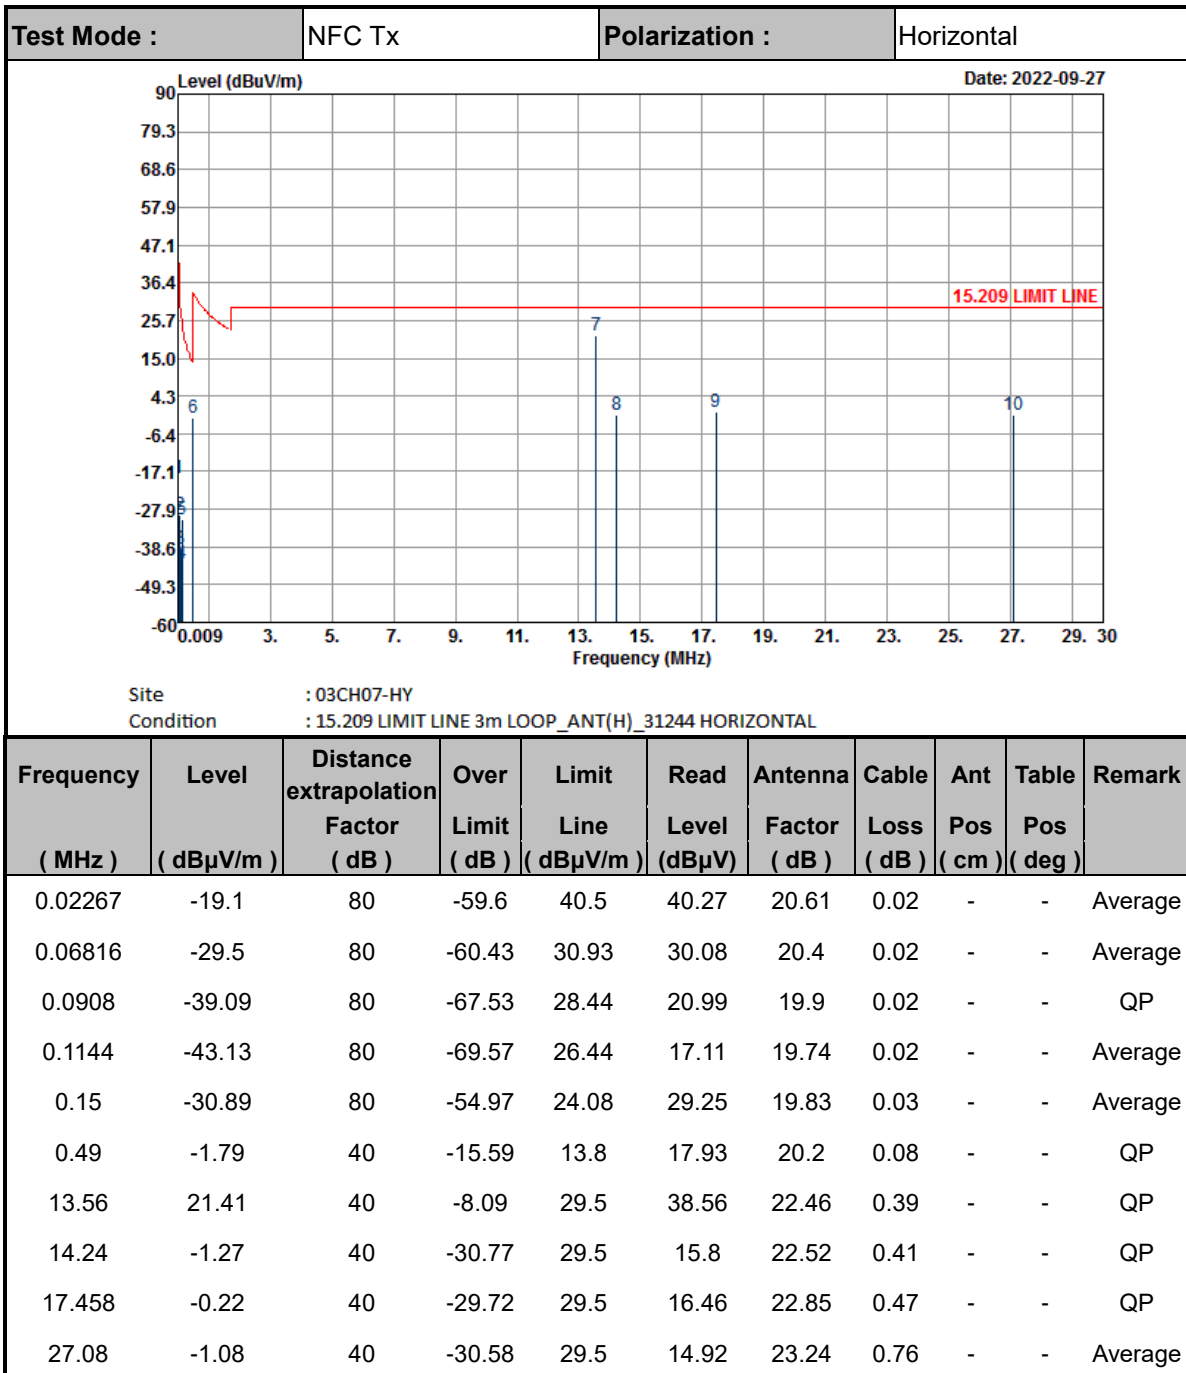 Test Mode : NFC Tx Polarization : Horizontal
Level (dBuV/m) Date: 2022-09-27
90
79.3
68.6
57.9
47.1
36.4
15.209 LIMIT LINE
25.7
7
15.0
4.3
6 8 9 10
-6.4
-17.1
1
-27.9
2
5
-38.6
3
4
-49.3
-60
0.009 3. 5. 7. 9. 11. 13. 15. 17. 19. 21. 23. 25. 27. 29. 30
Frequency (MHz)
Site : 03CH07-HY
Condition : 15.209 LIMIT LINE 3m LOOP_ANT(H)_31244 HORIZONTAL
Frequency Level Distance extrapolation Over Limit Read Antenna Cable Ant Table Remark
Factor Limit Line Level Factor Loss Pos Pos
( MHz ) ( dBµV/m ) ( dB ) ( dB ) ( dBµV/m ) (dBµV) ( dB ) ( dB ) ( cm ) ( deg )
0.02267 -19.1 80 -59.6 40.5 40.27 20.61 0.02 - - Average
0.06816 -29.5 80 -60.43 30.93 30.08 20.4 0.02 - - Average
0.0908 -39.09 80 -67.53 28.44 20.99 19.9 0.02 - - QP
0.1144 -43.13 80 -69.57 26.44 17.11 19.74 0.02 - - Average
0.15 -30.89 80 -54.97 24.08 29.25 19.83 0.03 - - Average
0.49 -1.79 40 -15.59 13.8 17.93 20.2 0.08 - - QP
13.56 21.41 40 -8.09 29.5 38.56 22.46 0.39 - - QP
14.24 -1.27 40 -30.77 29.5 15.8 22.52 0.41 - - QP
17.458 -0.22 40 -29.72 29.5 16.46 22.85 0.47 - - QP
27.08 -1.08 40 -30.58 29.5 14.92 23.24 0.76 - - Average